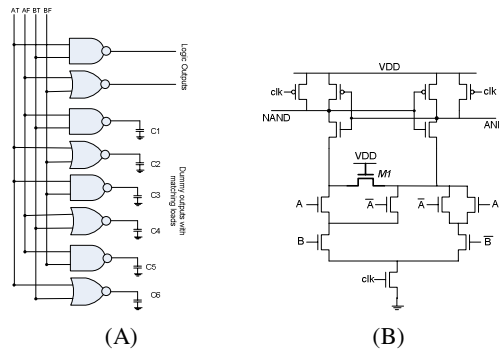 AT AF BT BF
Logic Outputs
C1
C2
Dummy outputs with
matching loads
C3
C4
C5
C6
(A)
VDD
clk
clk
NAND
AND
VDD
M1
A
A̅
A̅
A
B
B̅
clk
(B)